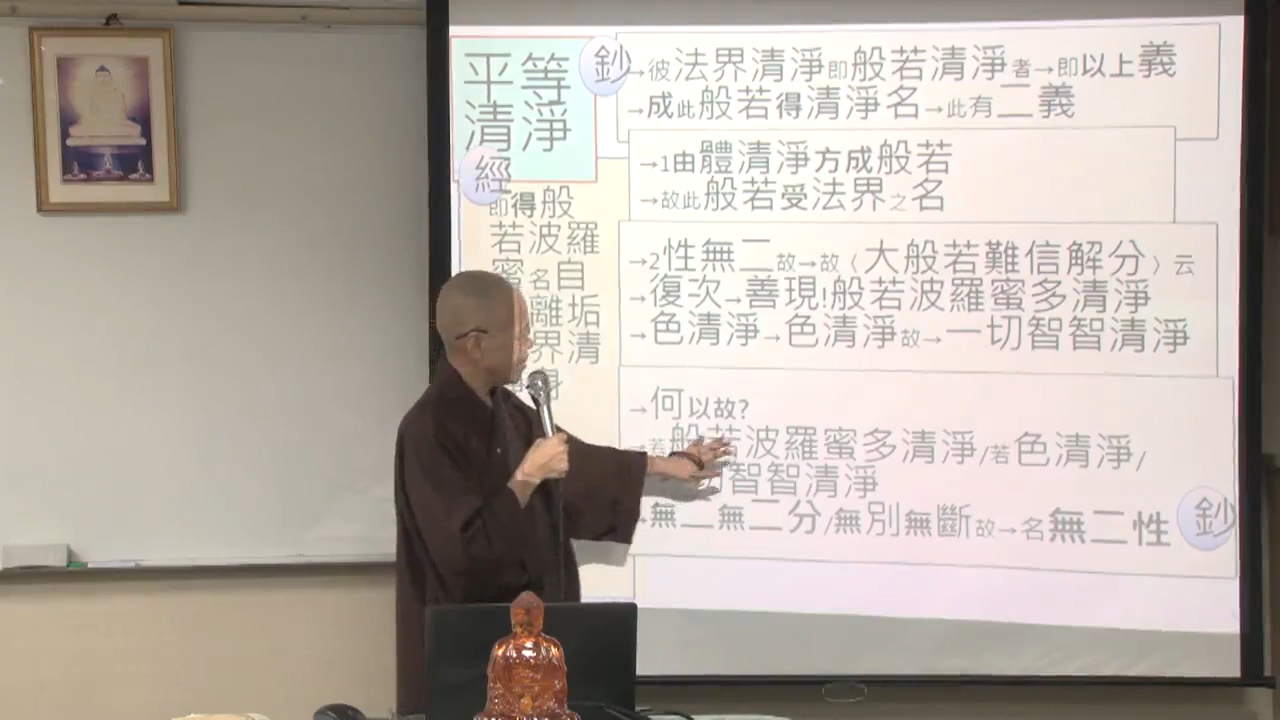 平等
清淨
經
即得般
若波羅
蜜名自
離垢
界清
身
鈔
→彼法界清淨即般若清淨者→即以上義
→成此般若得清淨名→此有二義
→1由體清淨方成般若
→故此般若受法界之名
→2性無二故→故〈大般若難信解分〉云
→復次→善現!般若波羅蜜多清淨
→色清淨→色清淨故→一切智智清淨
→何以故?
→若般若波羅蜜多清淨/若色清淨/
智智清淨
→無二無二分/無別無斷故→名無二性
鈔